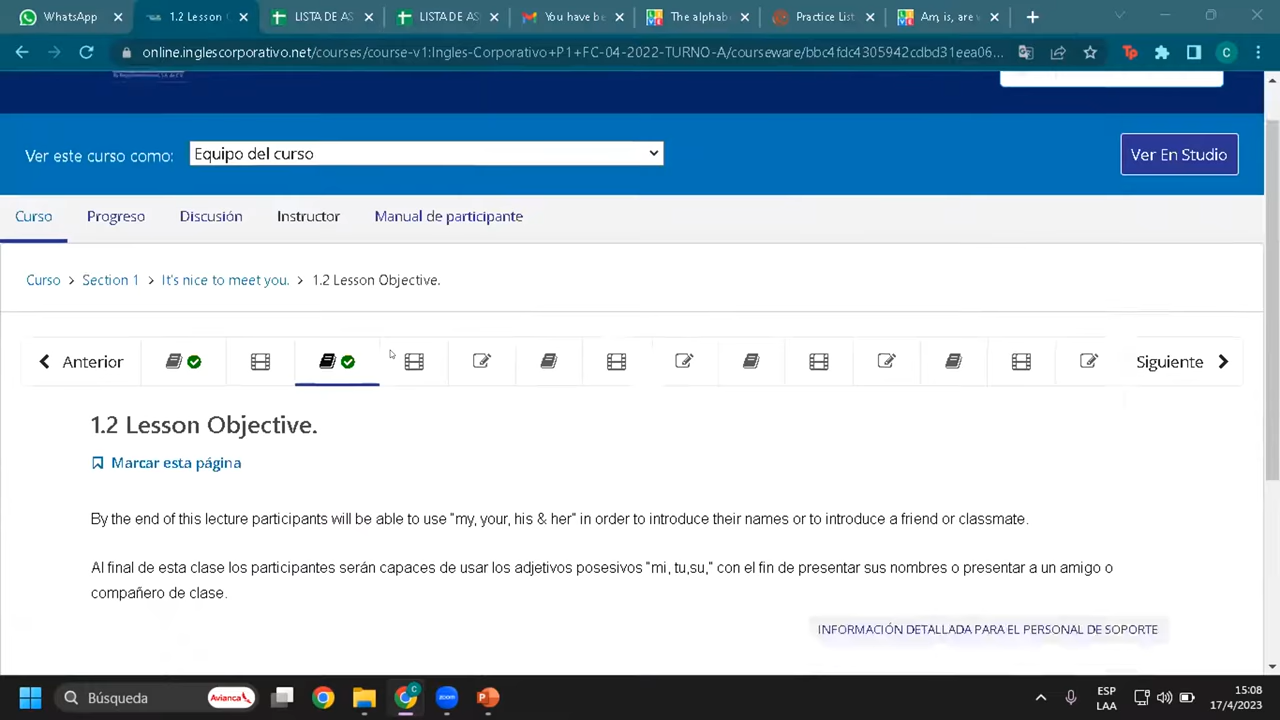 WhatsApp
1.2 Lesson
LISTA DE AS
LISTA DE AS
You have be
The alphab
Practice List
Am, is, are v
online.inglescorporativo.net/courses/course-v1:Ingles-Corporativo+P1+FC-04-2022-TURNO-A/courseware/bbc4fdc4305942cdbd31eea06...
C
Ver este curso como:
Equipo del curso
Ver En Studio
Curso
Progreso
Discusión
Instructor
Manual de participante
Curso > Section 1 > It's nice to meet you. > 1.2 Lesson Objective.
Anterior
Siguiente
1.2 Lesson Objective.
Marcar esta página
By the end of this lecture participants will be able to use "my, your, his & her" in order to introduce their names or to introduce a friend or classmate.
Al final de esta clase los participantes serán capaces de usar los adjetivos posesivos "mi, tu,su," con el fin de presentar sus nombres o presentar a un amigo o
compañero de clase.
INFORMACIÓN DETALLADA PARA EL PERSONAL DE SOPORTE
Búsqueda
Avianca
C
zoom
ESP
LAA
15:08
17/4/2023